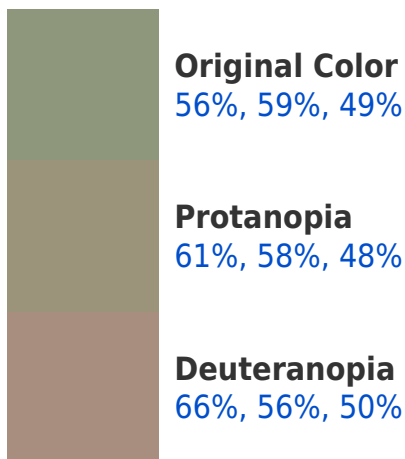 Original Color
56%, 59%, 49%
Protanopia
61%, 58%, 48%
Deuteranopia
66%, 56%, 50%